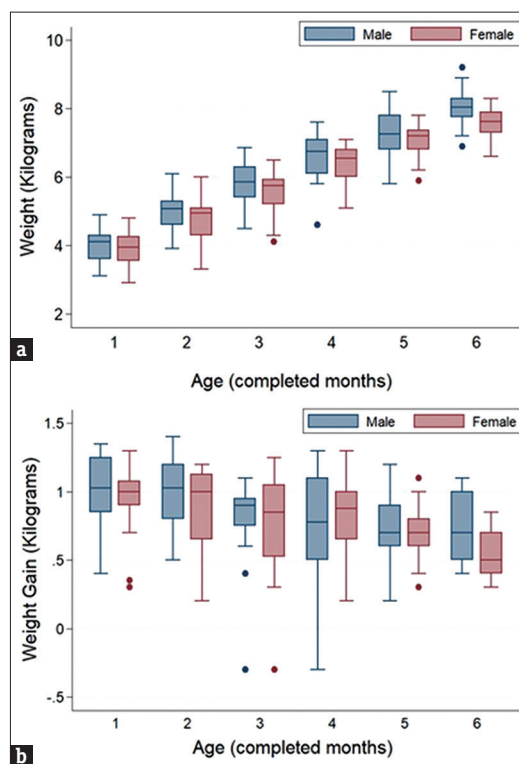 Male Female
Weight (Kilograms)
10
8
6
4
2
1 2 3 4 5 6
Age (completed months)
a
Male Female
Weight Gain (Kilograms)
1.5
1
.5
0
-.5
1 2 3 4 5 6
Age (completed months)
b